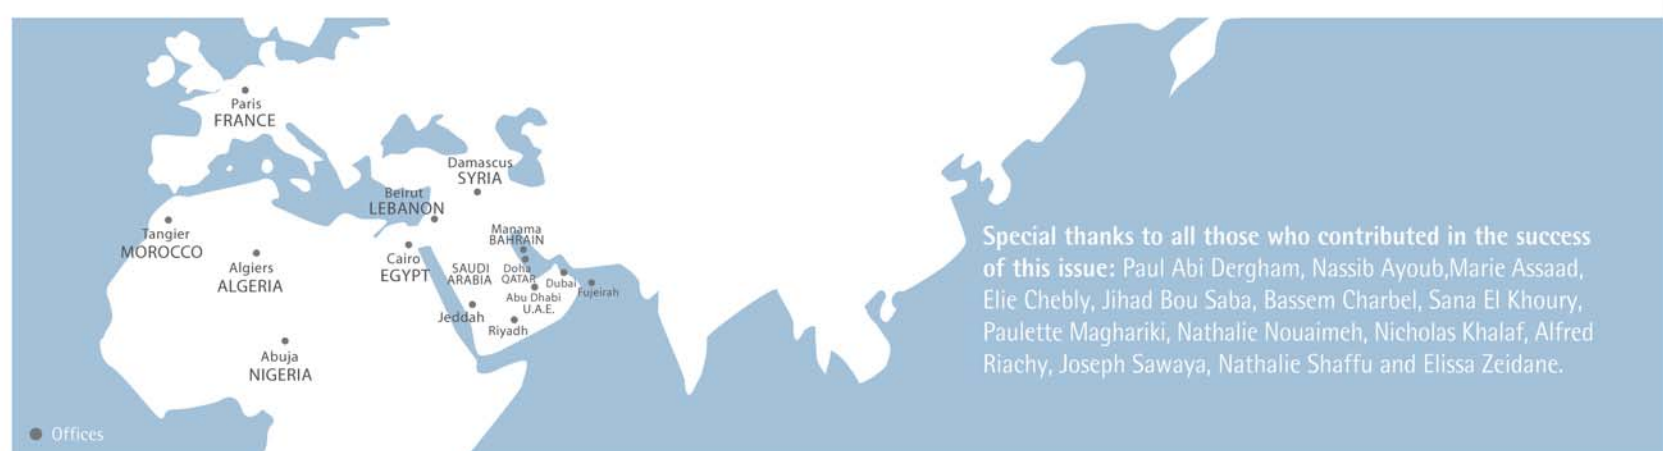 Paris
FRANCE
Damascus
SYRIA
Beirut
LEBANON
Tangier
MOROCCO
Algiers
ALGERIA
Cairo
EGYPT
SAUDI
ARABIA
Manama
BAHRAIN
Doha
QATAR
Dubai
Fujeirah
Abu Dhabi
U.A.E.
Jeddah
Riyadh
Abuja
NIGERIA
Offices
Special thanks to all those who contributed in the success
of this issue: Paul Abi Dergham, Nassib Ayoub,Marie Assaad,
Elie Chebly, Jihad Bou Saba, Bassem Charbel, Sana El Khoury,
Paulette Maghariki, Nathalie Nouaimeh, Nicholas Khalaf, Alfred
Riachy, Joseph Sawaya, Nathalie Shaffu and Elissa Zeidane.